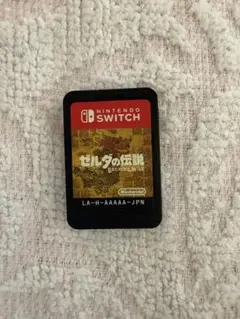 NINTENDO
SWITCH
ゼルダの伝説
LA-H-AAAAA-JPN